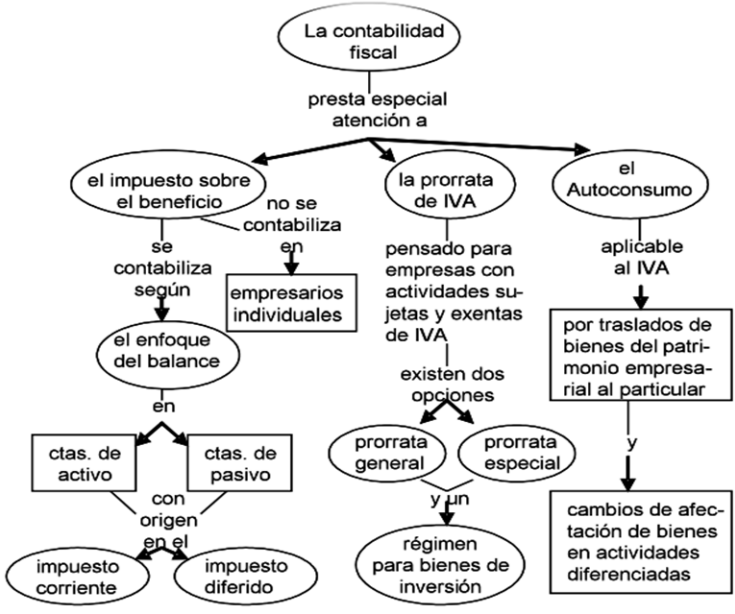 La contabilidad
fiscal
presta especial
atención a
el impuesto sobre
el beneficio
no se
contabiliza
en
empresarios
individuales
se
contabiliza
según
el enfoque
del balance
en
ctas. de
activo
ctas. de
pasivo
con
origen
en el
impuesto
corriente
impuesto
diferido
la prorrata
de IVA
pensado para
empresas con
actividades su-
jetas y exentas
de IVA
existen dos
opciones
prorrata
general
prorrata
especial
y un
régimen
para bienes de
inversión
el
Autoconsumo
aplicable
al IVA
por traslados de
bienes del patri-
monio empresa-
rial al particular
y
cambios de afec-
tación de bienes
en actividades
diferenciadas